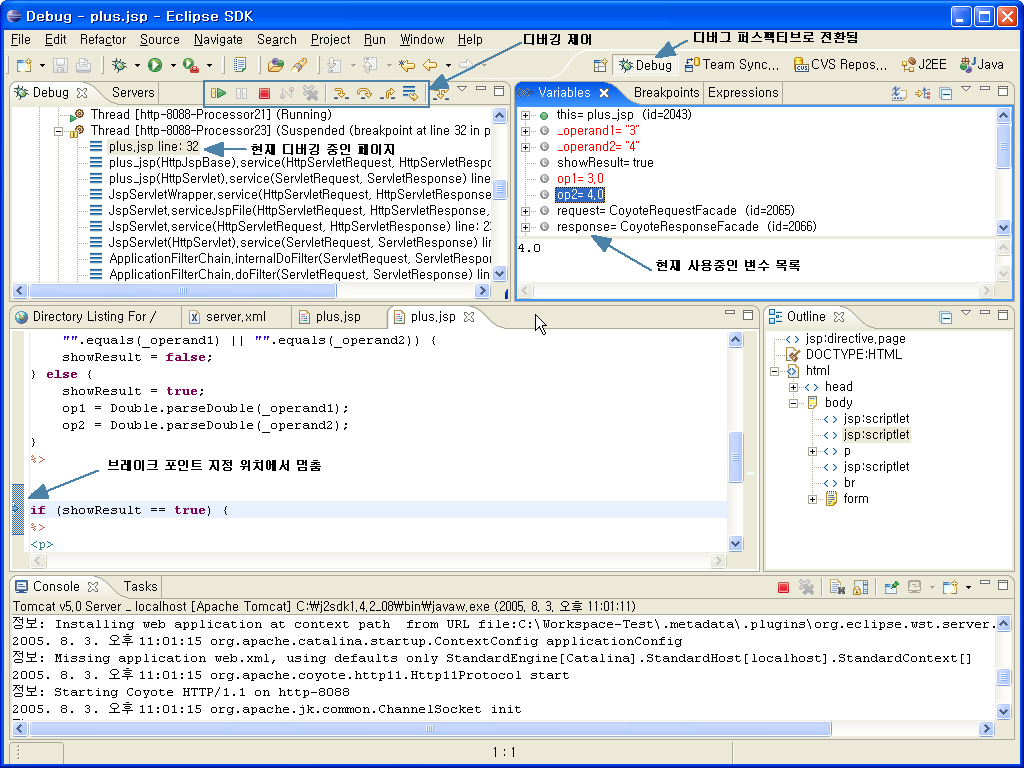 Debug - plus.jsp - Eclipse SDK
File Edit Refactor Source Navigate Search Project Run Window Help
디버깅 제어
디버그 퍼스펙티브로 전환됨
Debug Team Sync... CVS Repos... J2EE Java
Debug Servers
Variables Breakpoints Expressions
Thread [http-8088-Processor21] (Running)
Thread [http-8088-Processor23] (Suspended (breakpoint at line 32 in p
plus.jsp line: 32
현재 디버깅 중인 페이지
plus_jsp(HttpJspBase).service(HttpServletRequest, HttpServletRespo
plus_jsp(HttpServlet).service(ServletRequest, ServletResponse) line
JspServletWrapper.service(HttpServletRequest, HttpServletResponse
JspServlet.serviceJspFile(HttpServletRequest, HttpServletResponse,
JspServlet.service(HttpServletRequest, HttpServletResponse) line: 2
JspServlet(HttpServlet).service(ServletRequest, ServletResponse) lin
ApplicationFilterChain.internalDoFilter(ServletRequest, ServletRespo
ApplicationFilterChain.doFilter(ServletRequest, ServletResponse) lin
this= plus_jsp (id=2043)
_operand1= "3"
_operand2= "4"
showResult= true
op1= 3.0
op2= 4.0
request= CoyoteRequestFacade (id=2065)
response= CoyoteResponseFacade (id=2066)
4.0
현재 사용중인 변수 목록
Directory Listing For / server.xml plus.jsp plus.jsp
"".equals(_operand1) || "".equals(_operand2)) {
showResult = false;
} else {
showResult = true;
op1 = Double.parseDouble(_operand1);
op2 = Double.parseDouble(_operand2);
}
%>
브레이크 포인트 지정 위치에서 멈춤
if (showResult == true) {
%>
<p>
Outline
jsp:directive.page
DOCTYPE:HTML
html
head
body
jsp:scriptlet
jsp:scriptlet
p
jsp:scriptlet
br
form
Console Tasks
Tomcat v5.0 Server _ localhost [Apache Tomcat] C:₩j2sdk1.4.2_08₩bin₩javaw.exe (2005. 8. 3. 오후 11:01:11)
정보: Installing web application at context path  from URL file:C:\Workspace-Test\.metadata\.plugins\org.eclipse.wst.server.
2005. 8. 3. 오후 11:01:15 org.apache.catalina.startup.ContextConfig applicationConfig
정보: Missing application web.xml, using defaults only StandardEngine[Catalina].StandardHost[localhost].StandardContext[]
2005. 8. 3. 오후 11:01:15 org.apache.coyote.http11.Http11Protocol start
정보: Starting Coyote HTTP/1.1 on http-8088
2005. 8. 3. 오후 11:01:15 org.apache.jk.common.ChannelSocket init
1 : 1